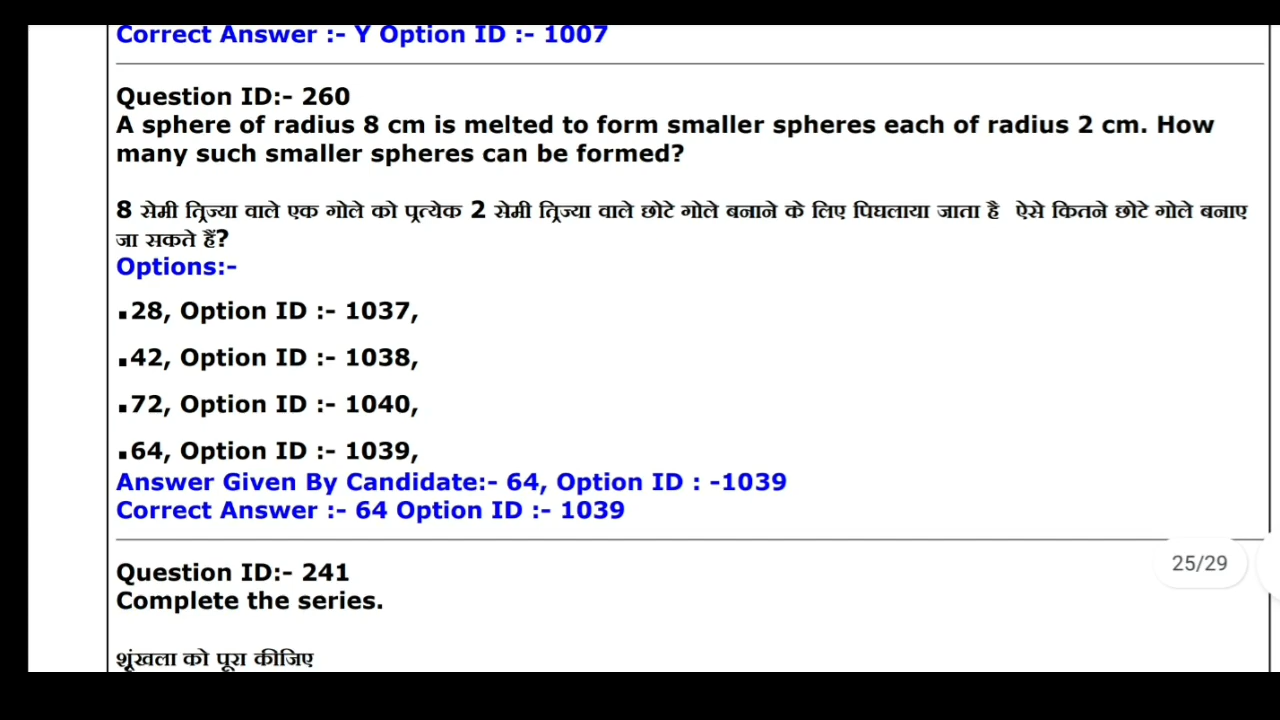 Correct Answer :- Y Option ID :- 1007
Question ID:- 260
A sphere of radius 8 cm is melted to form smaller spheres each of radius 2 cm. How
many such smaller spheres can be formed?
8 सेमी त्रिज्या वाले एक गोले को प्रत्येक 2 सेमी त्रिज्या वाले छोटे गोले बनाने के लिए पिघलाया जाता है ऐसे कितने छोटे गोले बनाए
जा सकते हैं?
Options:-
▪28, Option ID :- 1037,
▪42, Option ID :- 1038,
▪72, Option ID :- 1040,
▪64, Option ID :- 1039,
Answer Given By Candidate:- 64, Option ID : -1039
Correct Answer :- 64 Option ID :- 1039
25/29
Question ID:- 241
Complete the series.
शृंखला को पूरा कीजिए